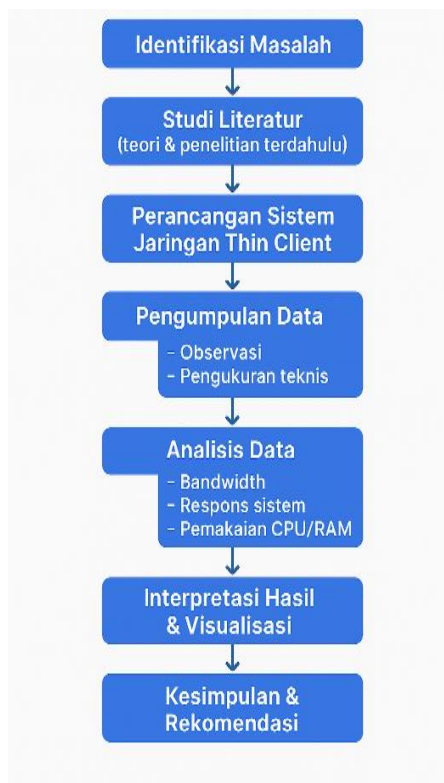 Identifikasi Masalah
Studi Literatur
(teori & penelitian terdahulu)
Perancangan Sistem
Jaringan Thin Client
Pengumpulan Data
- Observasi
- Pengukuran teknis
Analisis Data
- Bandwidth
- Respons sistem
- Pemakaian CPU/RAM
Interpretasi Hasil
& Visualisasi
Kesimpulan &
Rekomendasi